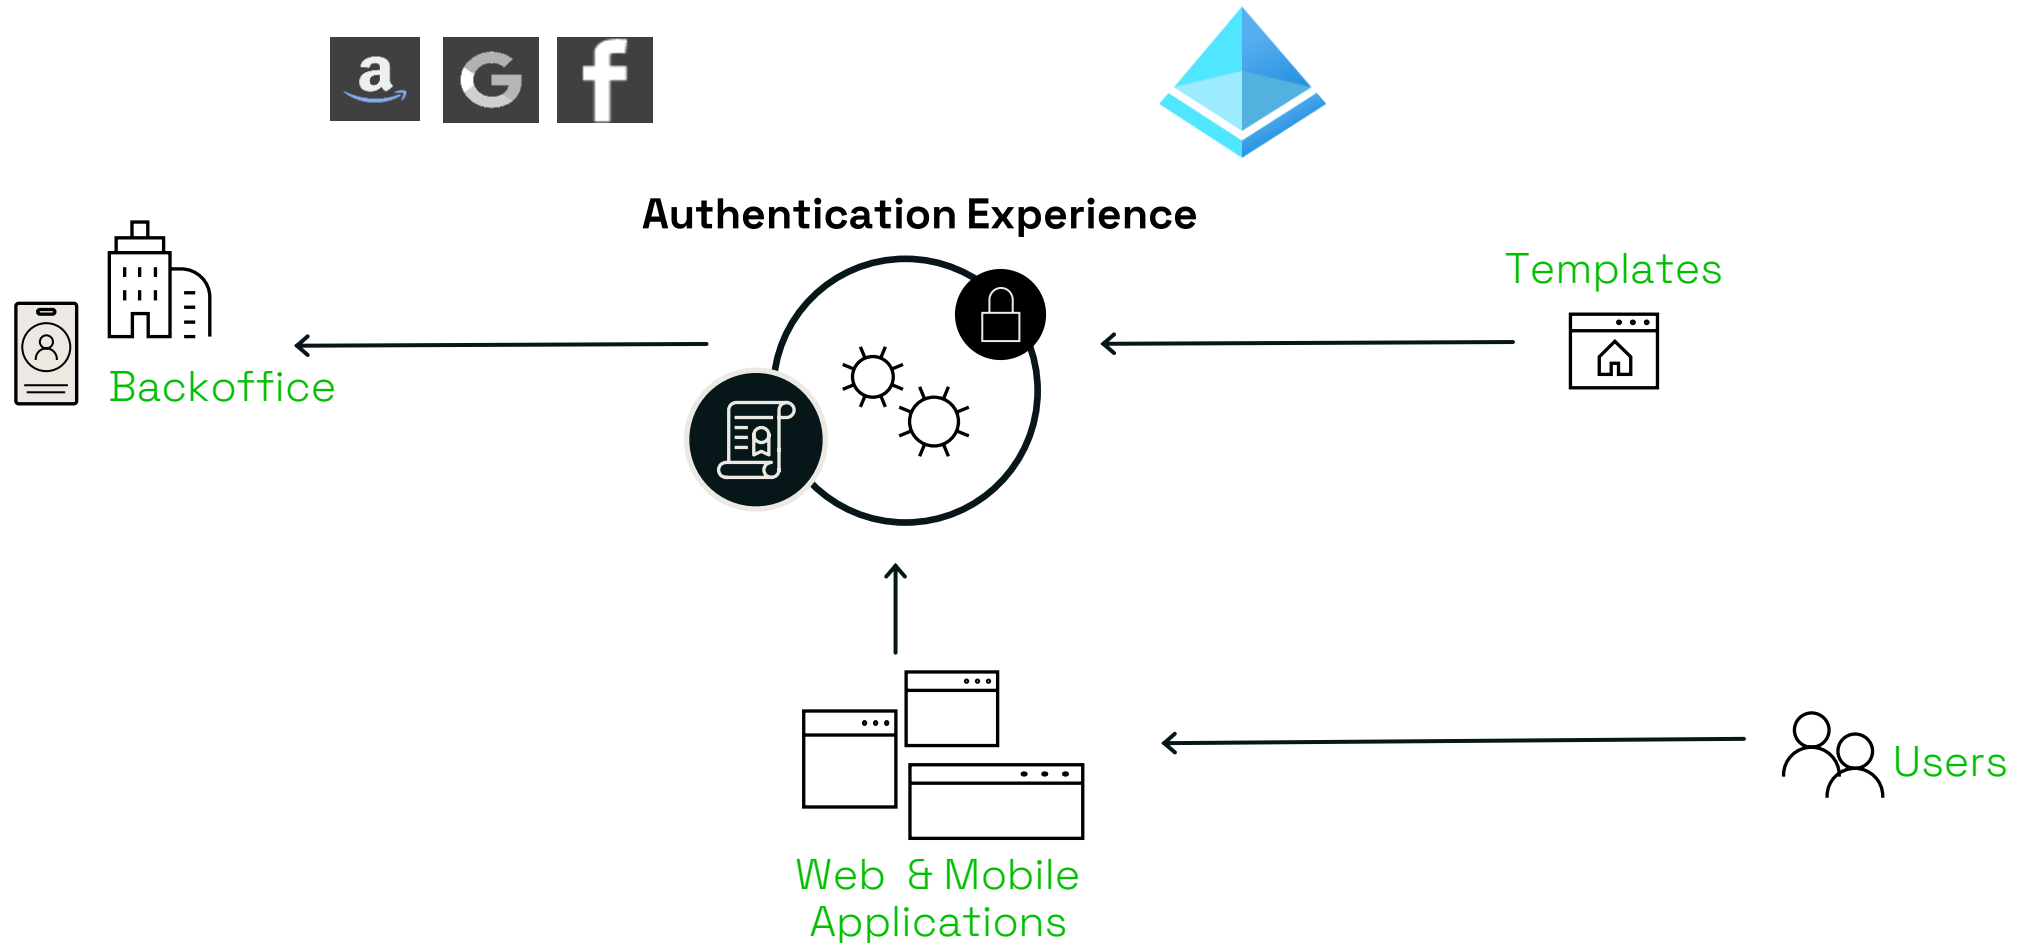 a
G
f
Authentication Experience
Templates
Backoffice
Users
Web & Mobile
Applications